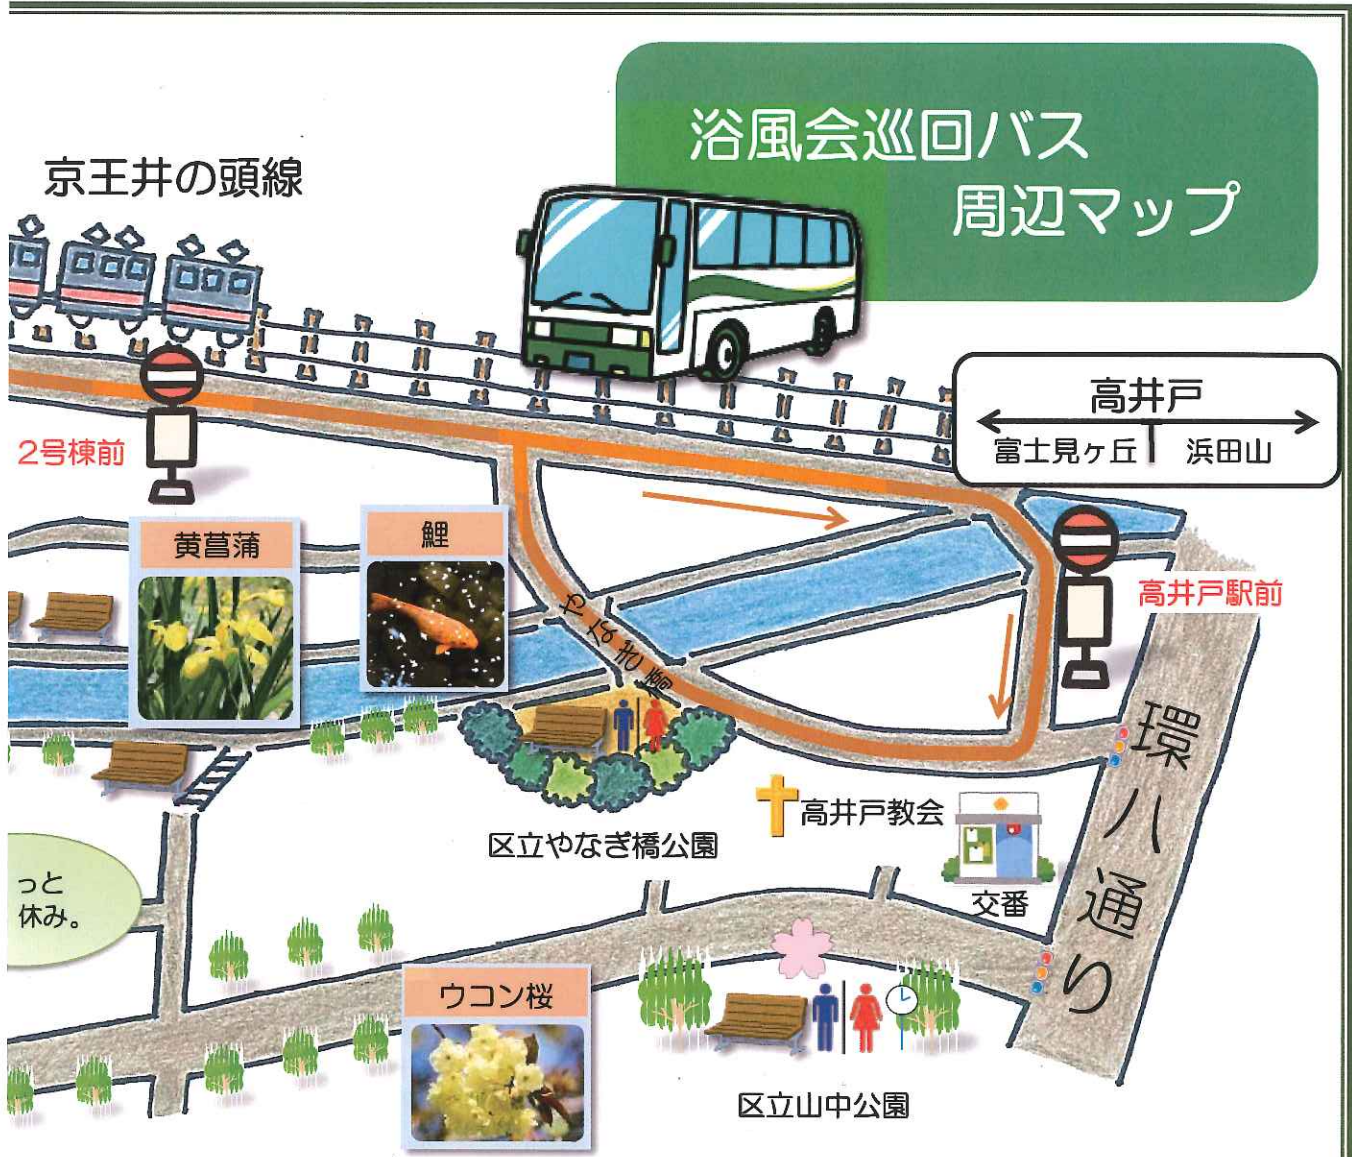 浴風会巡回バス
周辺マップ
京王井の頭線
高井戸
富士見ヶ丘
浜田山
2号棟前
黄菖蒲
鯉
高井戸駅前
やなぎ橋
環八通り
高井戸教会
区立やなぎ橋公園
交番
っと
休み。
ウコン桜
区立山中公園